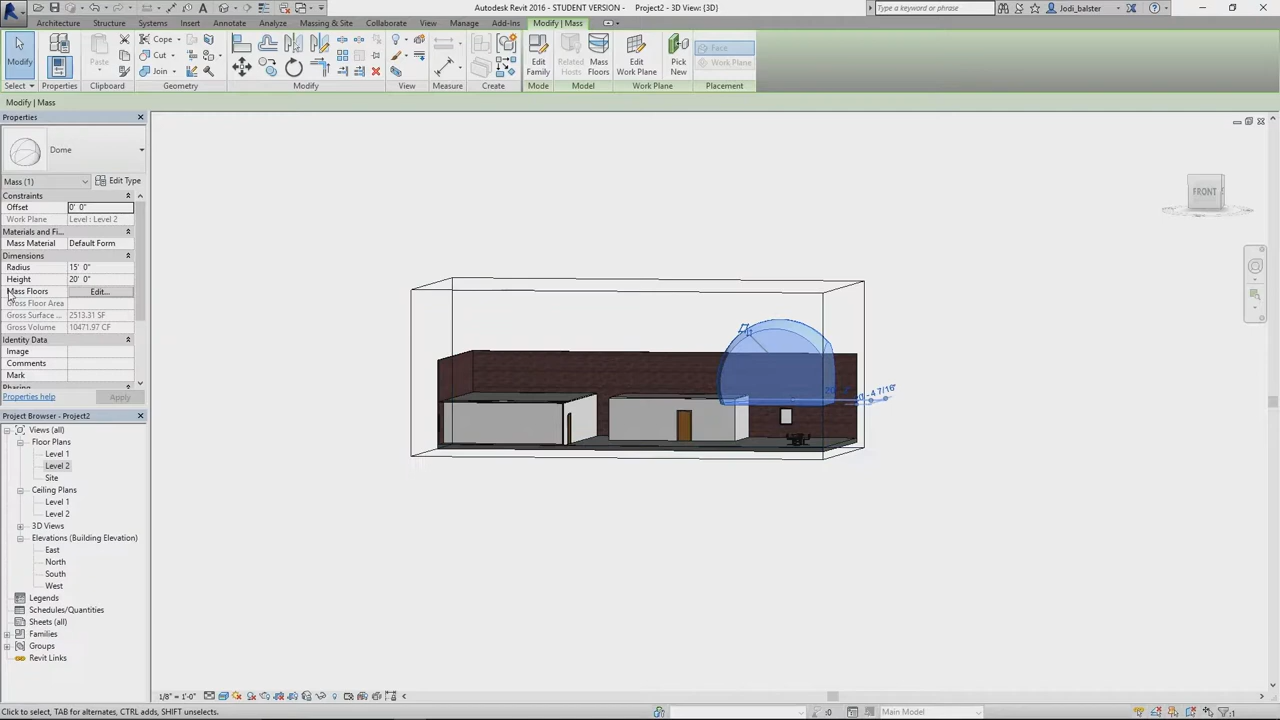 Autodesk Revit 2016 - STUDENT VERSION - Project2 - 3D View: {3D}
Type a keyword or phrase
Jodi_balster
Architecture Structure Systems Insert Annotate Analyze Massing & Site Collaborate View Manage Add-Ins Modify | Mass
Modify
Paste
Cope
Cut
Join
Edit Family
Related Hosts
Mass Floors
Edit Work Plane
Pick New
Face
Work Plane
Select Properties Clipboard Geometry Modify View Measure Create Mode Model Work Plane Placement
Modify | Mass
Properties
Dome
Mass (1) Edit Type
Constraints
Offset 0' 0"
Work Plane Level : Level 2
Materials and Fi...
Mass Material Default Form
Dimensions
Radius 15' 0"
Height 20' 0"
Mass Floors Edit...
Gross Floor Area
Gross Surface ... 2513.31 SF
Gross Volume 10471.97 CF
Identity Data
Image
Comments
Mark
Phasing
Properties help Apply
Project Browser - Project2
Views (all)
Floor Plans
Level 1
Level 2
Site
Ceiling Plans
Level 1
Level 2
3D Views
Elevations (Building Elevation)
East
North
South
West
Legends
Schedules/Quantities
Sheets (all)
Families
Groups
Revit Links
FRONT
1/8" = 1'-0"
Click to select, TAB for alternates, CTRL adds, SHIFT unselects.
:0
Main Model
:1